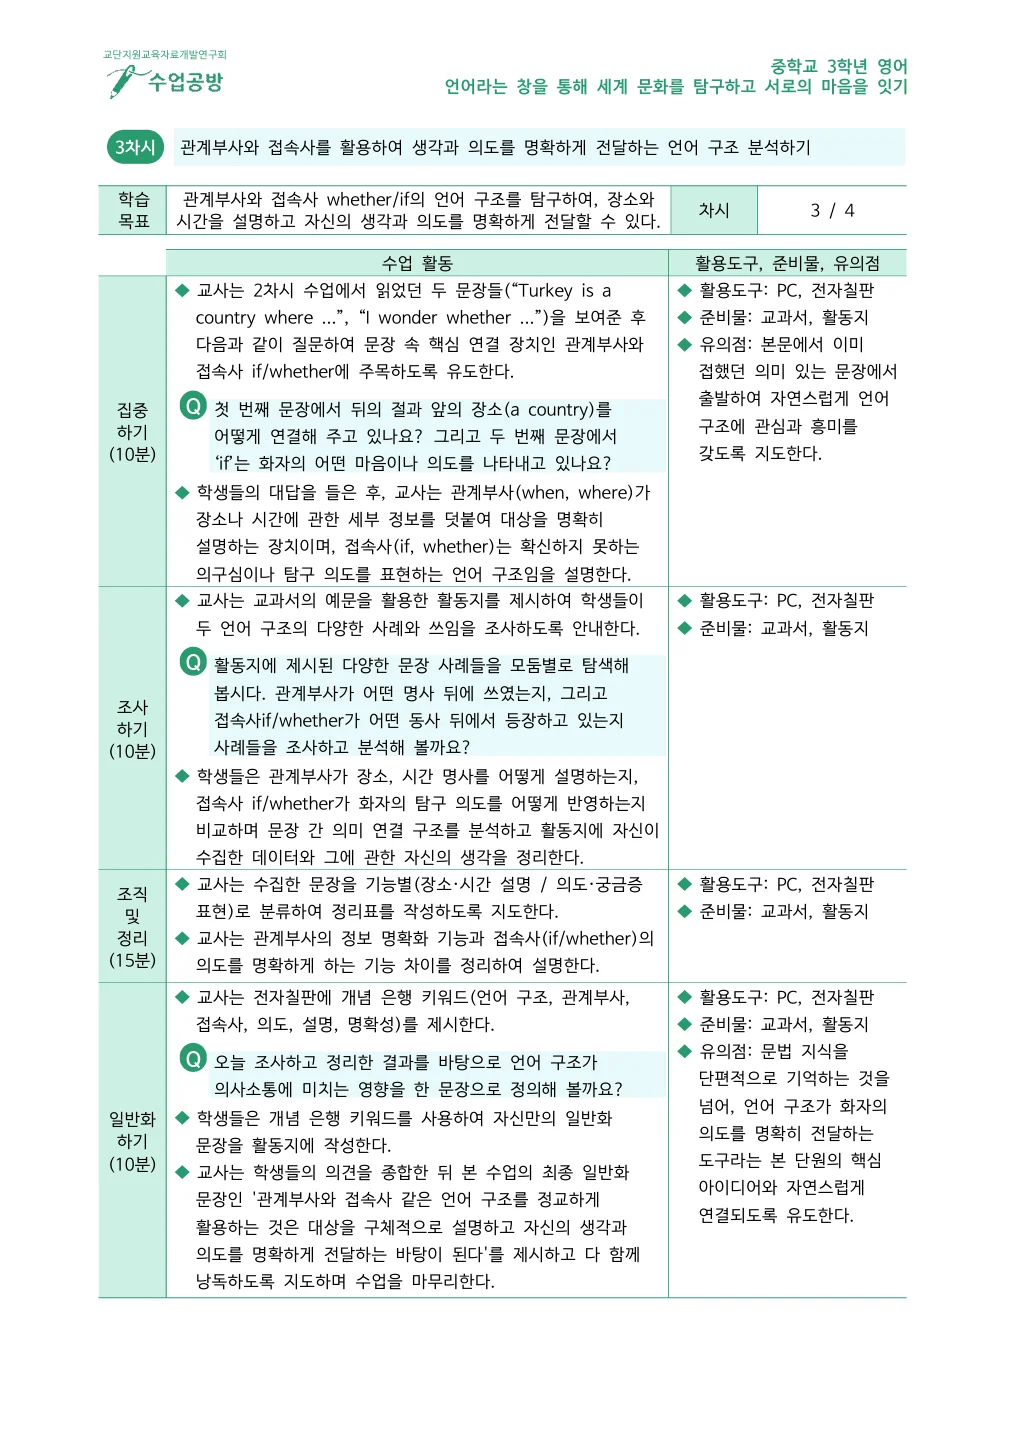 교단지원교육자료개발연구회
수업공방
중학교 3학년 영어
언어라는 창을 통해 세계 문화를 탐구하고 서로의 마음을 잇기
3차시
관계부사와 접속사를 활용하여 생각과 의도를 명확하게 전달하는 언어 구조 분석하기
학습
목표
관계부사와 접속사 whether/if의 언어 구조를 탐구하여, 장소와
시간을 설명하고 자신의 생각과 의도를 명확하게 전달할 수 있다.
차시
3 / 4
수업 활동
활용도구, 준비물, 유의점
집중
하기
(10분)
◆ 교사는 2차시 수업에서 읽었던 두 문장들(“Turkey is a
country where ...”, “I wonder whether ...”)을 보여준 후
다음과 같이 질문하여 문장 속 핵심 연결 장치인 관계부사와
접속사 if/whether에 주목하도록 유도한다.
Q 첫 번째 문장에서 뒤의 절과 앞의 장소(a country)를
어떻게 연결해 주고 있나요? 그리고 두 번째 문장에서
‘if’는 화자의 어떤 마음이나 의도를 나타내고 있나요?
◆ 학생들의 대답을 들은 후, 교사는 관계부사(when, where)가
장소나 시간에 관한 세부 정보를 덧붙여 대상을 명확히
설명하는 장치이며, 접속사(if, whether)는 확신하지 못하는
의구심이나 탐구 의도를 표현하는 언어 구조임을 설명한다.
◆ 활용도구: PC, 전자칠판
◆ 준비물: 교과서, 활동지
◆ 유의점: 본문에서 이미
접했던 의미 있는 문장에서
출발하여 자연스럽게 언어
구조에 관심과 흥미를
갖도록 지도한다.
조사
하기
(10분)
◆ 교사는 교과서의 예문을 활용한 활동지를 제시하여 학생들이
두 언어 구조의 다양한 사례와 쓰임을 조사하도록 안내한다.
Q 활동지에 제시된 다양한 문장 사례들을 모둠별로 탐색해
봅시다. 관계부사가 어떤 명사 뒤에 쓰였는지, 그리고
접속사if/whether가 어떤 동사 뒤에서 등장하고 있는지
사례들을 조사하고 분석해 볼까요?
◆ 학생들은 관계부사가 장소, 시간 명사를 어떻게 설명하는지,
접속사 if/whether가 화자의 탐구 의도를 어떻게 반영하는지
비교하며 문장 간 의미 연결 구조를 분석하고 활동지에 자신이
수집한 데이터와 그에 관한 자신의 생각을 정리한다.
◆ 활용도구: PC, 전자칠판
◆ 준비물: 교과서, 활동지
조직
및
정리
(15분)
◆ 교사는 수집한 문장을 기능별(장소·시간 설명 / 의도·궁금증
표현)로 분류하여 정리표를 작성하도록 지도한다.
◆ 교사는 관계부사의 정보 명확화 기능과 접속사(if/whether)의
의도를 명확하게 하는 기능 차이를 정리하여 설명한다.
◆ 활용도구: PC, 전자칠판
◆ 준비물: 교과서, 활동지
일반화
하기
(10분)
◆ 교사는 전자칠판에 개념 은행 키워드(언어 구조, 관계부사,
접속사, 의도, 설명, 명확성)를 제시한다.
Q 오늘 조사하고 정리한 결과를 바탕으로 언어 구조가
의사소통에 미치는 영향을 한 문장으로 정의해 볼까요?
◆ 학생들은 개념 은행 키워드를 사용하여 자신만의 일반화
문장을 활동지에 작성한다.
◆ 교사는 학생들의 의견을 종합한 뒤 본 수업의 최종 일반화
문장인 '관계부사와 접속사 같은 언어 구조를 정교하게
활용하는 것은 대상을 구체적으로 설명하고 자신의 생각과
의도를 명확하게 전달하는 바탕이 된다'를 제시하고 다 함께
낭독하도록 지도하며 수업을 마무리한다.
◆ 활용도구: PC, 전자칠판
◆ 준비물: 교과서, 활동지
◆ 유의점: 문법 지식을
단편적으로 기억하는 것을
넘어, 언어 구조가 화자의
의도를 명확히 전달하는
도구라는 본 단원의 핵심
아이디어와 자연스럽게
연결되도록 유도한다.